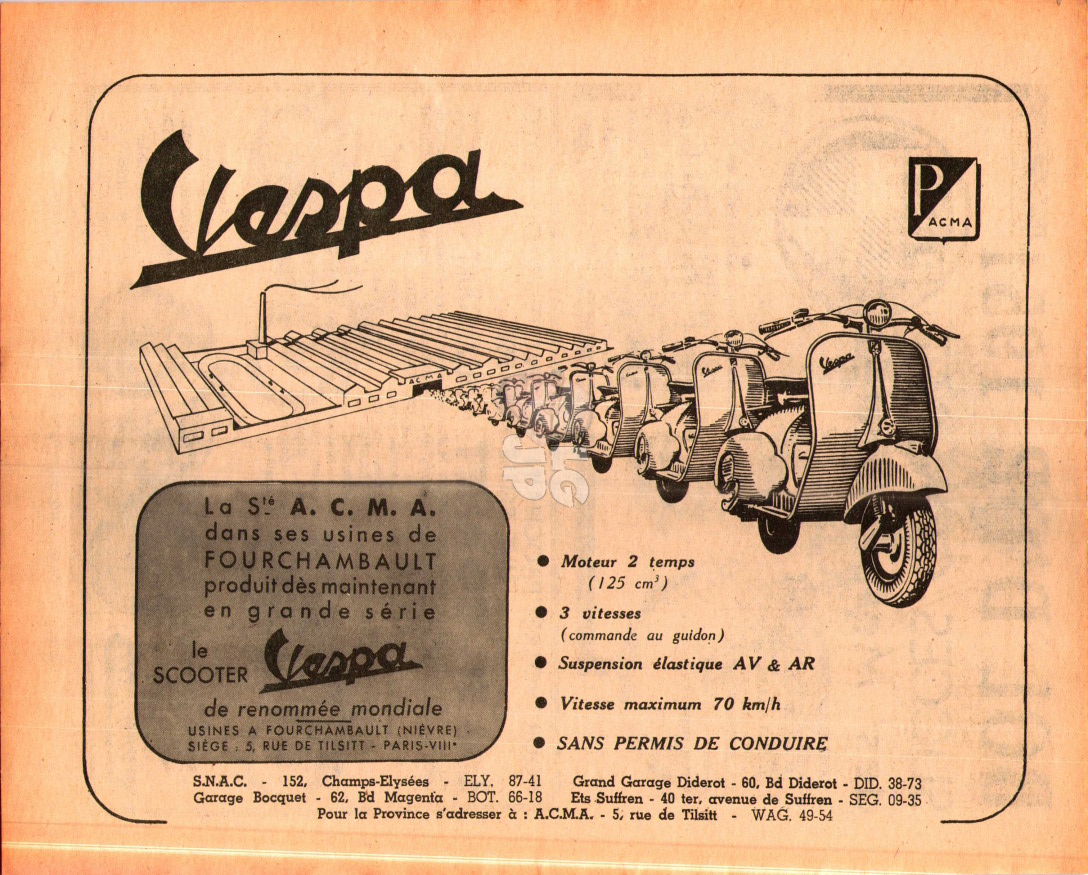 Vespa
P
ACMA
ACMA
Vespa
Vespa
JP
LG
La Sté A. C. M. A.
dans ses usines de
FOURCHAMBAULT
produit dès maintenant
en grande série
le
SCOOTER Vespa
de renommée mondiale
USINES A FOURCHAMBAULT (NIÈVRE)
SIÈGE : 5, RUE DE TILSITT - PARIS-VIIIe
● Moteur 2 temps
(125 cm³)
● 3 vitesses
(commande au guidon)
● Suspension élastique AV & AR
● Vitesse maximum 70 km/h
● SANS PERMIS DE CONDUIRE
S.N.A.C. - 152, Champs-Elysées - ELY. 87-41 Grand Garage Diderot - 60, Bd Diderot - DID. 38-73
Garage Bocquet - 62, Bd Magenta - BOT. 66-18 Ets Suffren - 40 ter, avenue de Suffren - SEG. 09-35
Pour la Province s'adresser à : A.C.M.A. - 5, rue de Tilsitt - WAG. 49-54